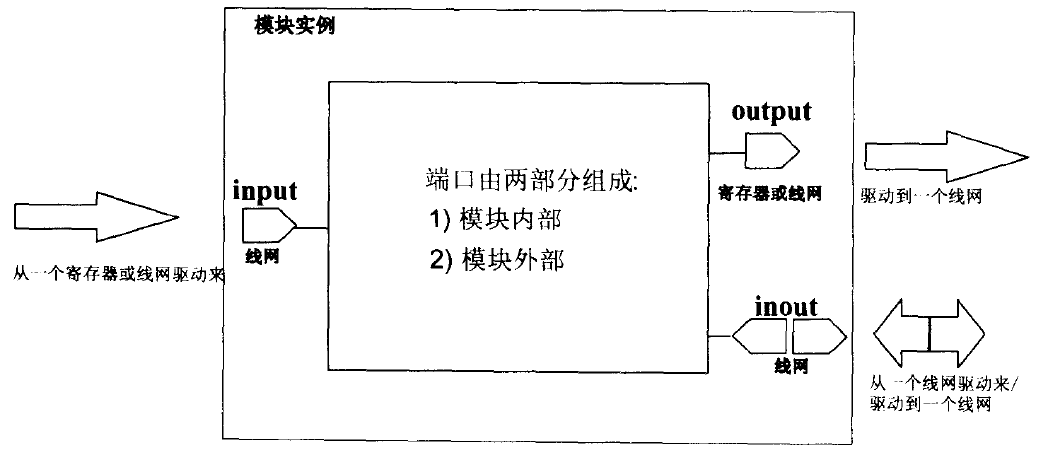 模块实例
output
寄存器或线网
驱动到一个线网
端口由两部分组成:
1) 模块内部
2) 模块外部
input
线网
从一个寄存器或线网驱动来
inout
线网
从一个线网驱动来/
驱动到一个线网